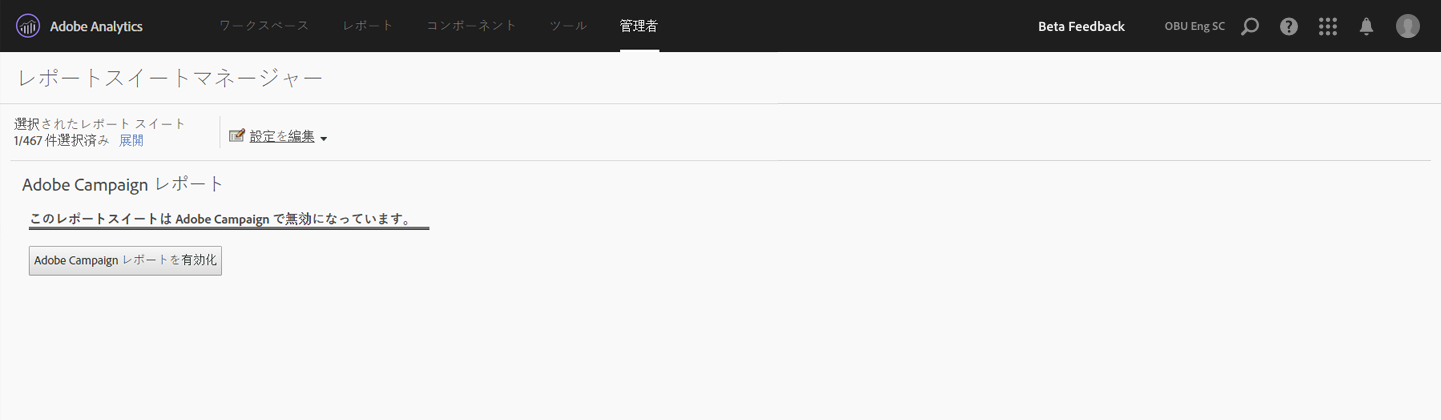 Adobe Analytics ワークスペース レポート コンポーネント ツール 管理者 Beta Feedback OBU Eng SC
レポートスイートマネージャー
選択されたレポート スイート
1/467 件選択済み 展開
設定を編集
Adobe Campaign レポート
このレポートスイートは Adobe Campaign で無効になっています。
Adobe Campaign レポートを有効化